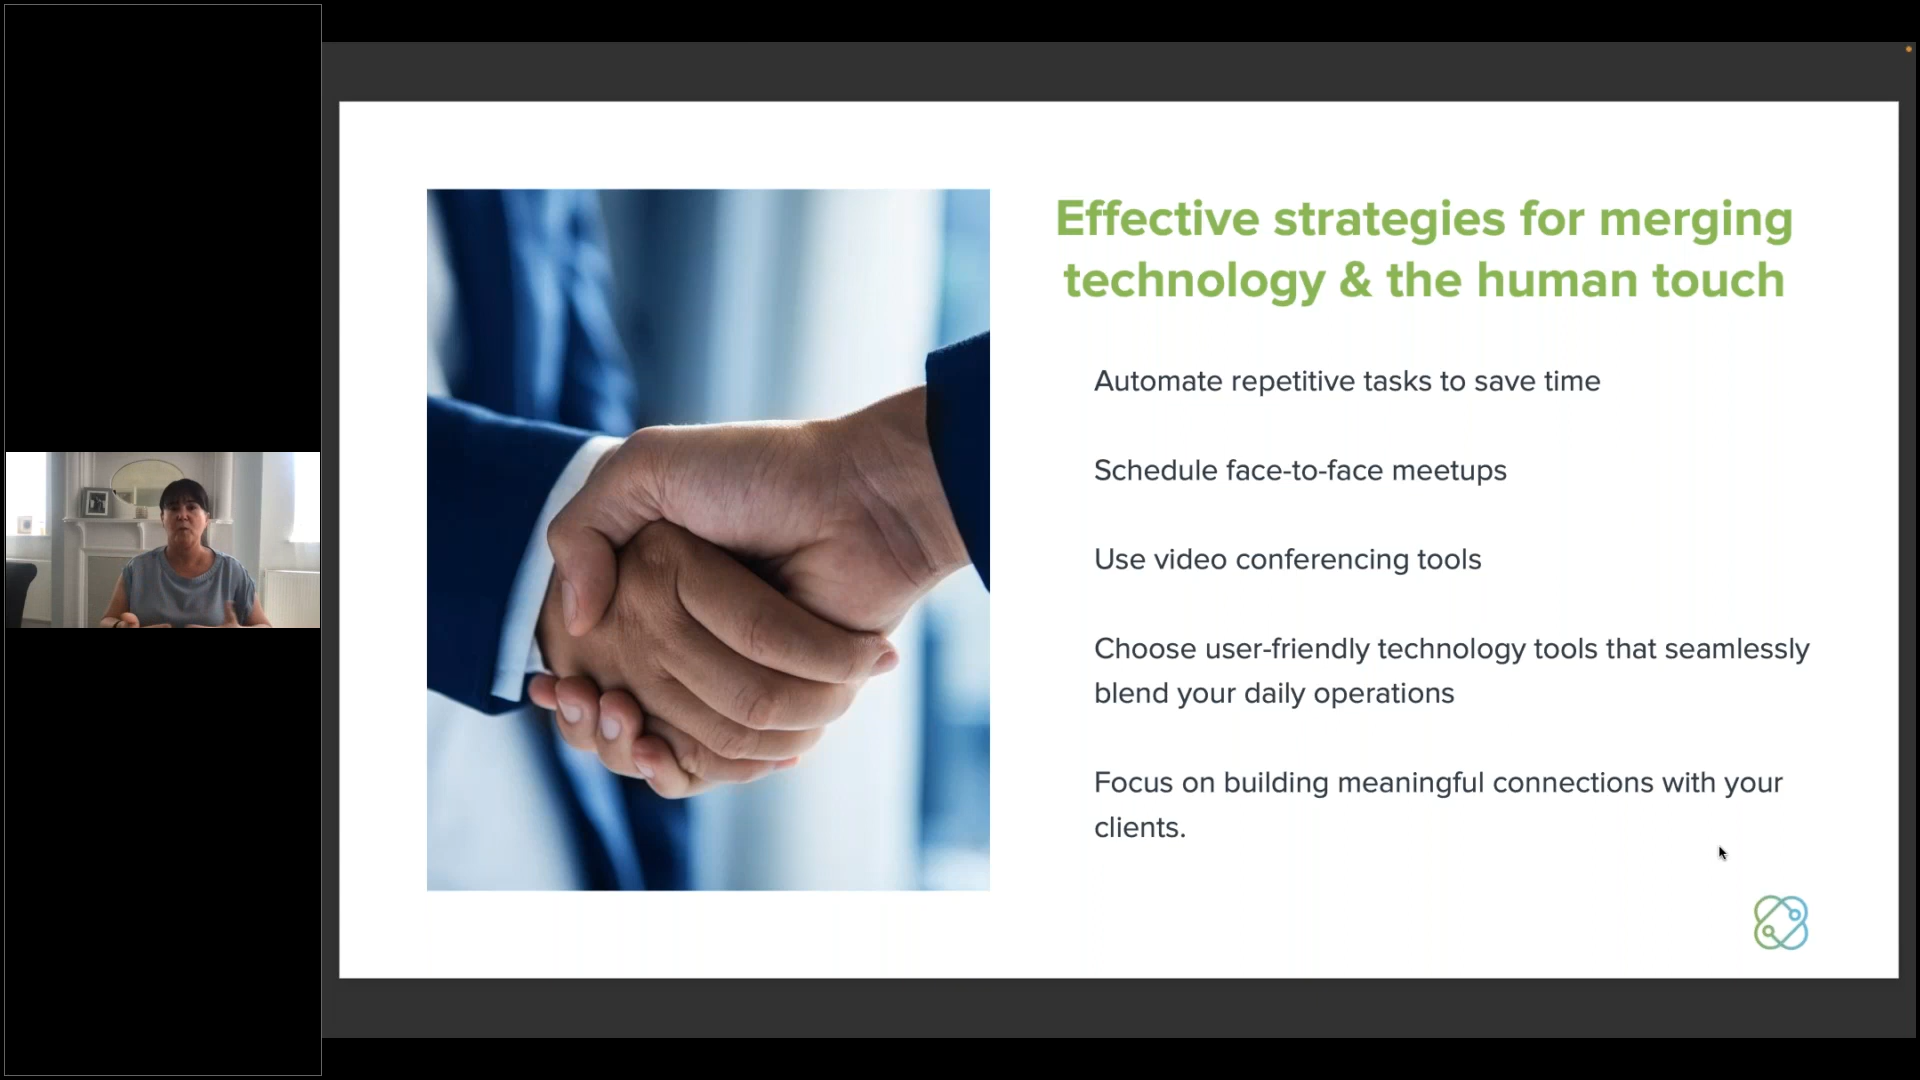 Effective strategies for merging
technology & the human touch
Automate repetitive tasks to save time
Schedule face-to-face meetups
Use video conferencing tools
Choose user-friendly technology tools that seamlessly
blend your daily operations
Focus on building meaningful connections with your
clients.